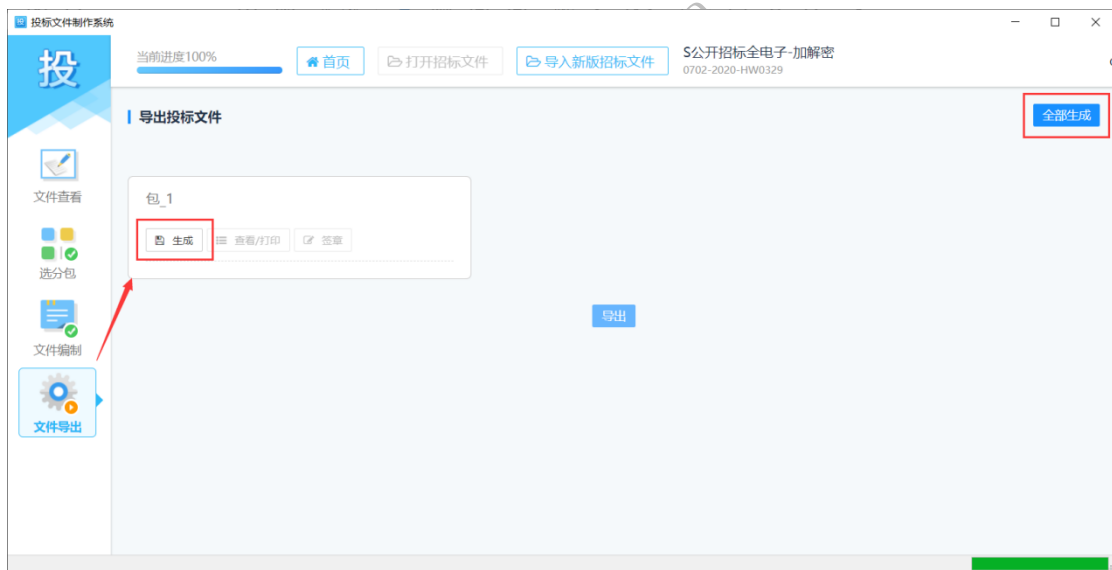 投标文件制作系统
投
当前进度100%
首页
打开招标文件
导入新版招标文件
S公开招标全电子-加解密
0702-2020-HW0329
导出投标文件
全部生成
文件查看
选分包
文件编制
文件导出
包_1
生成
查看/打印
签章
导出